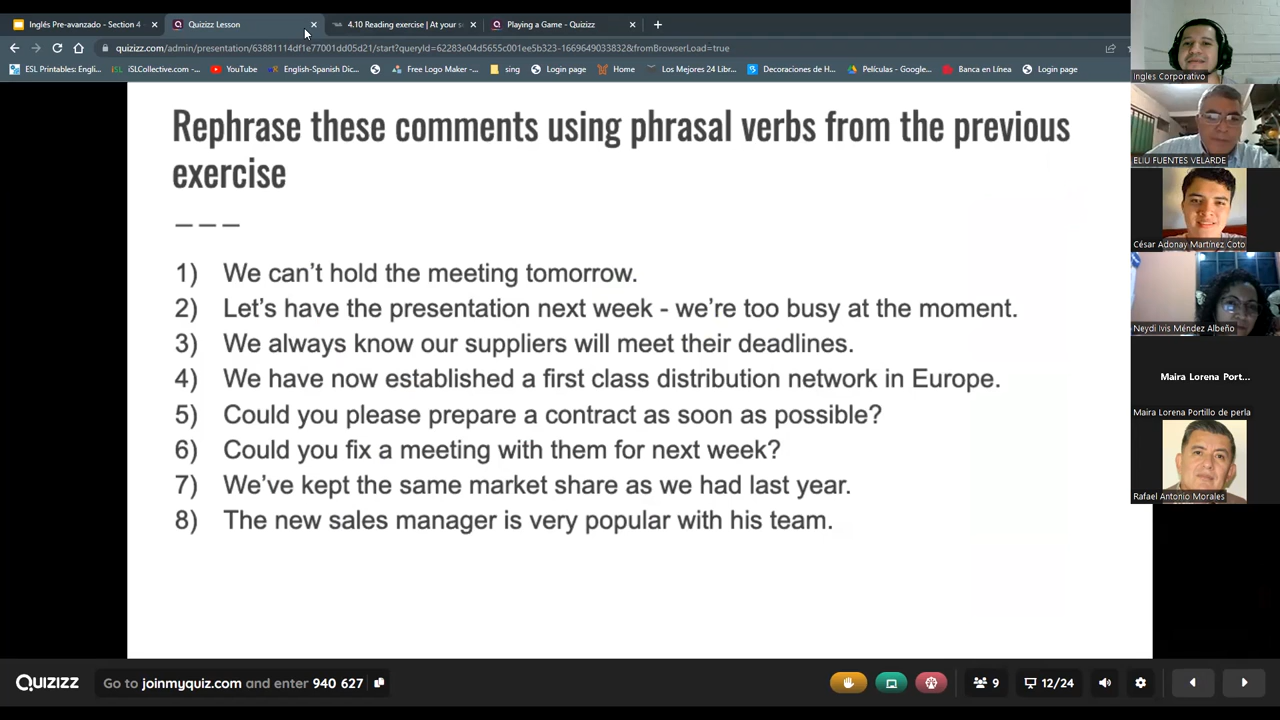 Inglés Pre-avanzado - Section 4
Quizizz Lesson
4.10 Reading exercise | At your s
Playing a Game - Quizizz
quizizz.com/admin/presentation/63881114df1e77001dd05d21/start?queryId=62283e04d5655c001ee5b323-1669649033832&fromBrowserLoad=true
ESL Printables: Engli...
iSLCollective.com -...
YouTube
English-Spanish Dic...
Free Logo Maker -...
sing
Login page
Home
Los Mejores 24 Libr...
Decoraciones de H...
Películas - Google...
Banca en Línea
Login page
Rephrase these comments using phrasal verbs from the previous
exercise
1) We can't hold the meeting tomorrow.
2) Let's have the presentation next week - we're too busy at the moment.
3) We always know our suppliers will meet their deadlines.
4) We have now established a first class distribution network in Europe.
5) Could you please prepare a contract as soon as possible?
6) Could you fix a meeting with them for next week?
7) We've kept the same market share as we had last year.
8) The new sales manager is very popular with his team.
Ingles Corporativo
ELIU FUENTES VELARDE
César Adonay Martínez Coto
Neydi Ivis Méndez Albeño
Maira Lorena Port...
Maira Lorena Portillo de perla
Rafael Antonio Morales
QUIZIZZ
Go to joinmyquiz.com and enter 940 627
9
12/24